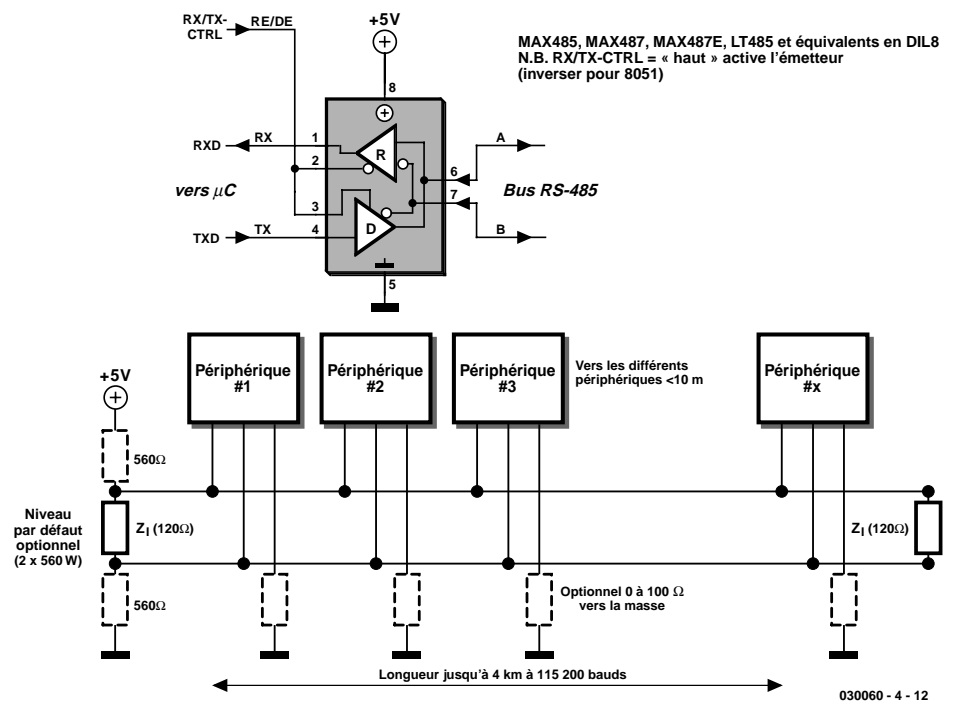 RX/TX-
CTRL
RE/DE
+5V
MAX485, MAX487, MAX487E, LT485 et équivalents en DIL8
N.B. RX/TX-CTRL = « haut » active l'émetteur
(inverser pour 8051)
8
RXD
RX
1
R
A
2
6
vers µC
7
Bus RS-485
3
TXD
TX
4
D
B
5
+5V
Périphérique
#1
Périphérique
#2
Périphérique
#3
Vers les différents
périphériques <10 m
Périphérique
#x
560Ω
Niveau
par défaut
optionnel
(2 x 560 W)
ZI (120Ω)
ZI (120Ω)
560Ω
Optionnel 0 à 100 Ω
vers la masse
Longueur jusqu'à 4 km à 115 200 bauds
030060 - 4 - 12